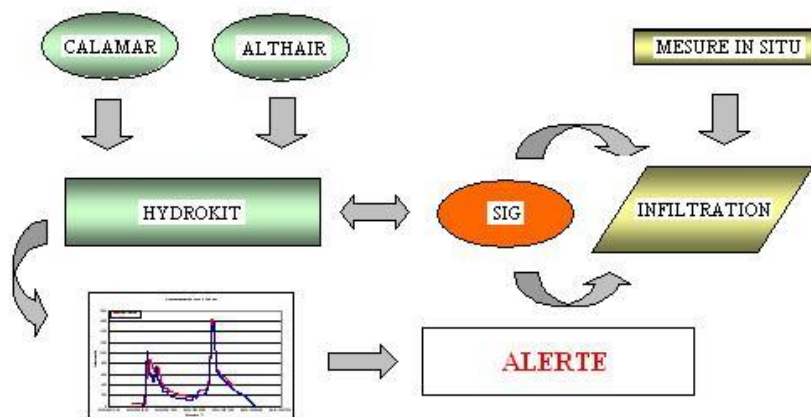 CALAMAR
ALTHAIR
MESURE IN SITU
HYDROKIT
SIG
INFILTRATION
ALERTE